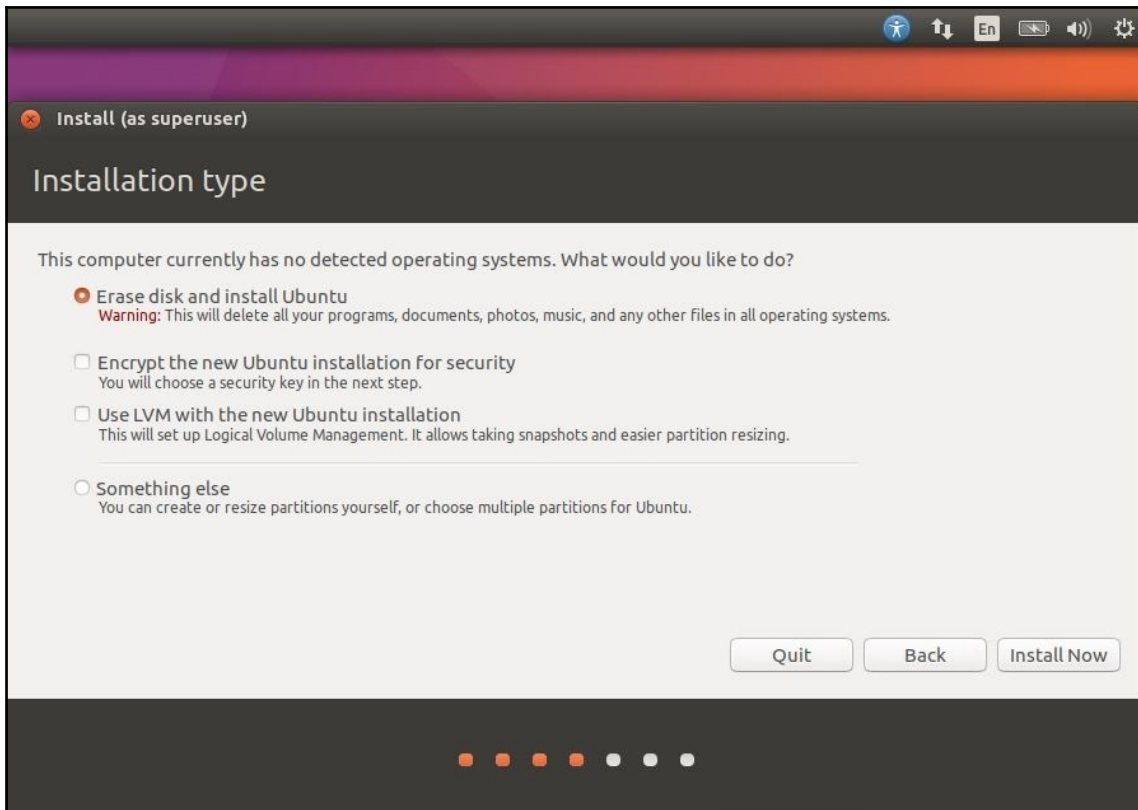 En
Install (as superuser)
Installation type
This computer currently has no detected operating systems. What would you like to do?
Erase disk and install Ubuntu
Warning: This will delete all your programs, documents, photos, music, and any other files in all operating systems.
Encrypt the new Ubuntu installation for security
You will choose a security key in the next step.
Use LVM with the new Ubuntu installation
This will set up Logical Volume Management. It allows taking snapshots and easier partition resizing.
Something else
You can create or resize partitions yourself, or choose multiple partitions for Ubuntu.
Quit Back Install Now